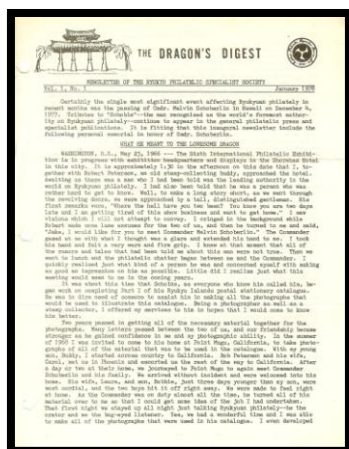 THE DRAGON'S DIGEST
NEWSLETTER OF THE RYUKYU PHILATELIC SPECIALIST SOCIETY
Vol. 1, No. 1 January 1978
Certainly the single most significant event affecting Ryukyuan philately in
recent months was the passing of Cmdr. Melvin Schoberlin in Hawaii on December 4,
1977. Tributes to "Schobie"--the man recognized as the world's foremost author-
ity on Ryukyuan philately--continue to appear in the general philatelic press and
specialist publications. It is fitting that this inaugural newsletter include the
following personal memorial in honor of Cmdr. Schoberlin.
WHAT HE MEANT TO THE LONESOME DRAGON
WASHINGTON, D.C., May 25, 1966 --- The Sixth International Philatelic Exhibi-
tion is in progress with exhibition headquarters and displays in the Sheraton Hotel
in this city. It is approximately 1:30 in the afternoon on this date that I, to-
gether with Robert Peterson, an old stamp-collecting buddy, approached the hotel.
Awaiting us there was a man who I had been told was the leading authority in the
world on Ryukyuan philately. I had also been told that he was a person who was
rather hard to get to know. Well, to make a long story short, as we went through
the revolving doors, we were approached by a tall, distinguished gentleman. His
first remarks were, "Where the hell have you two been? You know you are two days
late and I am getting tired of this show business and want to get home." I am
visions which I will not attempt to convey. I cringed in the background while
Robert made some lame excuses for the two of us, and then he turned to me and said,
"Jake, I would like for you to meet Commander Melvin Schoberlin." The Commander
gazed at me with what I thought was a glare and extended his hand to me. I took
his hand and felt a very warm and firm grip. I knew at that moment that all of
the rumors and tales that I had been told about this man were not true. Then we
went to lunch and the philatelic chatter began between me and the Commander. I
quickly realized just what kind of a person he was and concerned myself with making
as good an impression on his as possible. Little did I realize just what this
meeting would mean to me in the coming years.
It was about this time that Schobie, as everyone who knew him called him, be-
gan work on completing Part I of his Ryukyu Islands postal stationery catalogue.
He was in dire need of someone to assist him in making all the photographs that
would be used to illustrate this catalogue. Being a photographer as well as a
stamp collector, I offered my services to him in hopes that I would come to know
him better.
Two years passed in getting all of the necessary material together for the
photographs. Many letters passed between the two of us, and our friendship became
stronger as he gained confidence in me and my photographic ability. In the summer
of 1968 I was invited to come to his home at Point Mugu, California, to take photo-
graphs of all of the material that was to be used in the catalogue. With my young
son, Buddy, I started across country to California. Bob Peterson and his wife,
Carol, met us in Phoenix and escorted us the rest of the way to California. After
a day or two at their home, we journeyed to Point Mugu to again meet Commander
Schoberlin and his family. We arrived without incident and were welcomed into his
home. His wife, Laura, and son, Robbie, just three days younger than my son, were
most cordial, and the two boys hit it off right away. We were made to feel right
at home. As the Commander was on duty almost all the time, he turned all of his
material over to me so that I could get some idea of the job I had undertaken.
That first night we stayed up all night just talking Ryukyuan philately--he the
orator and me the bug-eyed listener. Yes, we had a wonderful time and I was able
to make all of the photographs that were used in his catalogue. I even developed